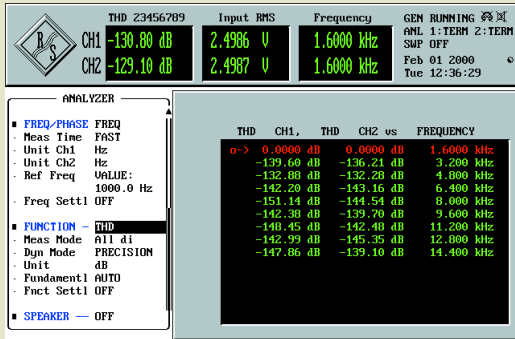 THD 23456789 Input RMS Frequency GEN RUNNING
R S CH1 -130.80 dB 2.4986 V 1.6000 kHz ANL 1:TERM 2:TERM
SWP OFF
CH2 -129.10 dB 2.4987 V 1.6000 kHz Feb 01 2000
Tue 12:36:29
ANALYZER
FREQ/PHASE FREQ
Meas Time FAST
Unit Ch1 Hz
Unit Ch2 Hz
Ref Freq VALUE:
1000.0 Hz
Freq Settl OFF
FUNCTION — THD
Meas Mode All di
Dyn Mode PRECISION
Unit dB
Fundamentl AUTO
Fnct Settl OFF
SPEAKER — OFF
THD CH1, THD CH2 vs FREQUENCY
o-> 0.0000 dB 0.0000 dB 1.6000 kHz
-139.60 dB -136.21 dB 3.200 kHz
-132.88 dB -132.28 dB 4.800 kHz
-142.20 dB -143.16 dB 6.400 kHz
-151.14 dB -144.54 dB 8.000 kHz
-142.38 dB -139.70 dB 9.600 kHz
-148.45 dB -142.48 dB 11.200 kHz
-142.99 dB -145.35 dB 12.800 kHz
-147.86 dB -139.10 dB 14.400 kHz